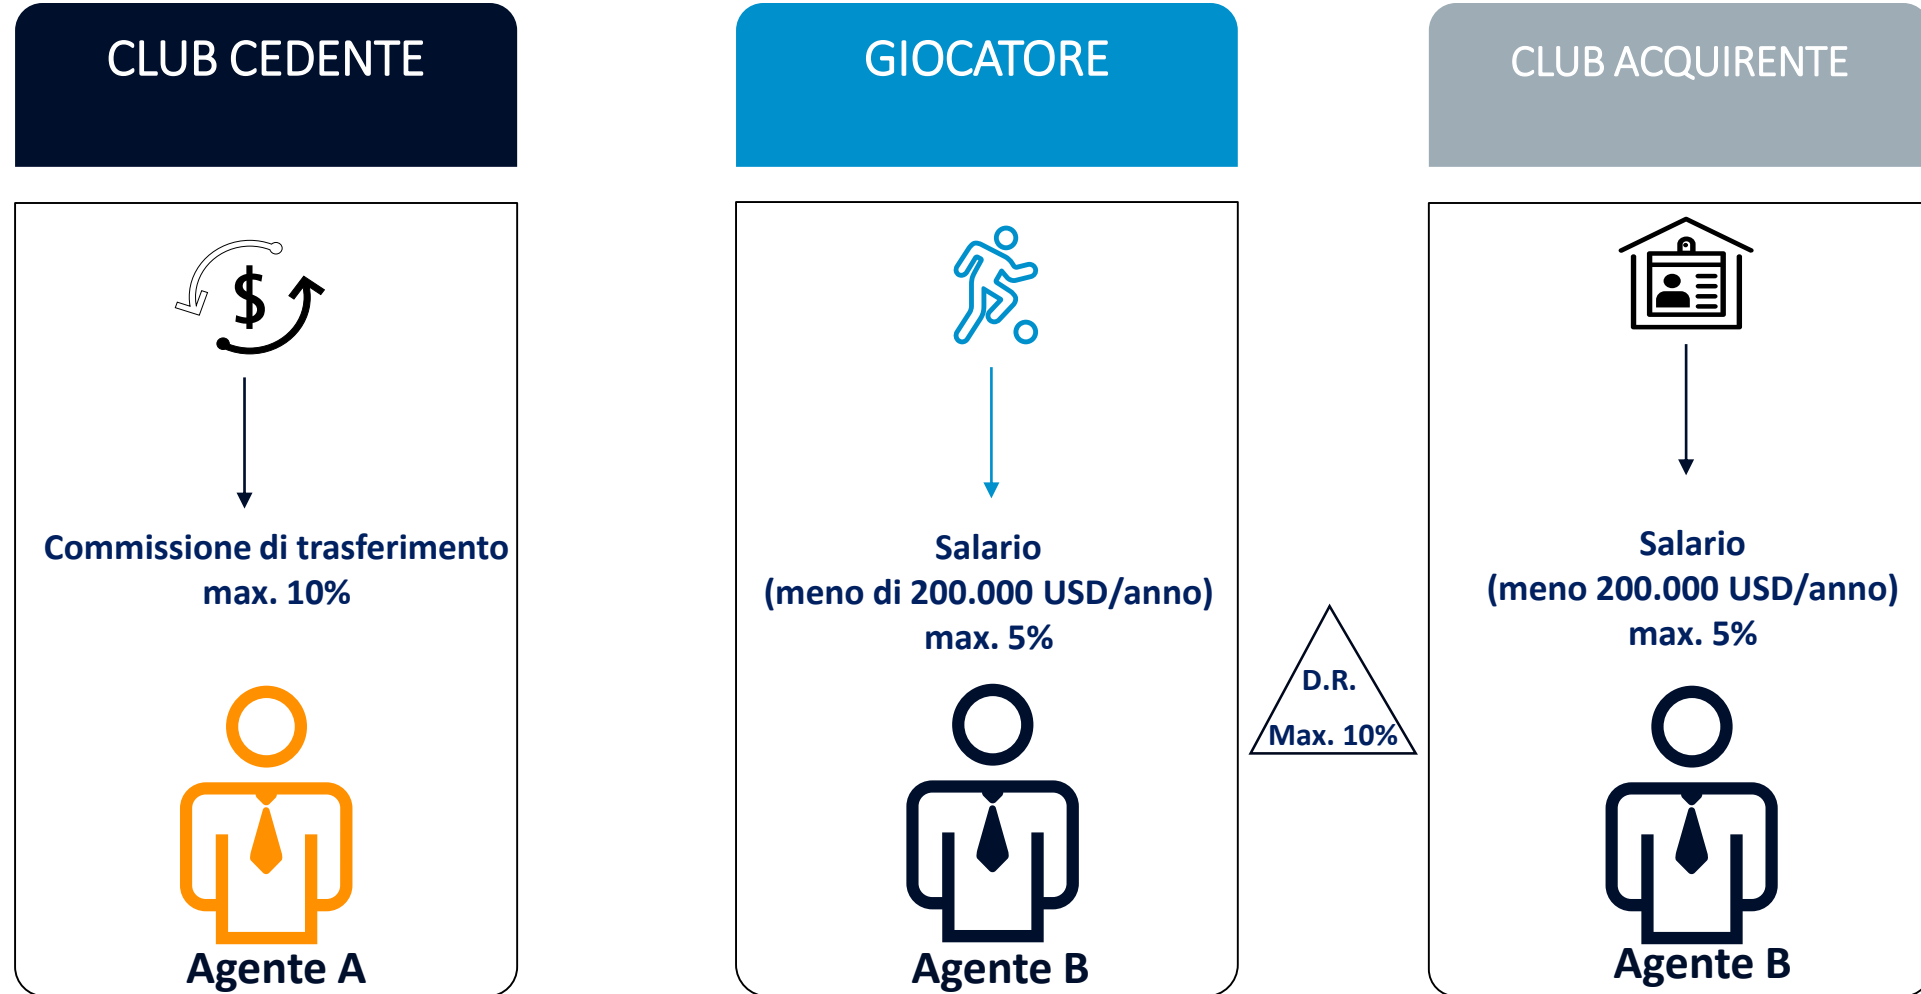 CLUB CEDENTE
$
Commissione di trasferimento
max. 10%
Agente A
GIOCATORE
Salario
(meno di 200.000 USD/anno)
max. 5%
Agente B
D.R.
Max. 10%
CLUB ACQUIRENTE
Salario
(meno 200.000 USD/anno)
max. 5%
Agente B